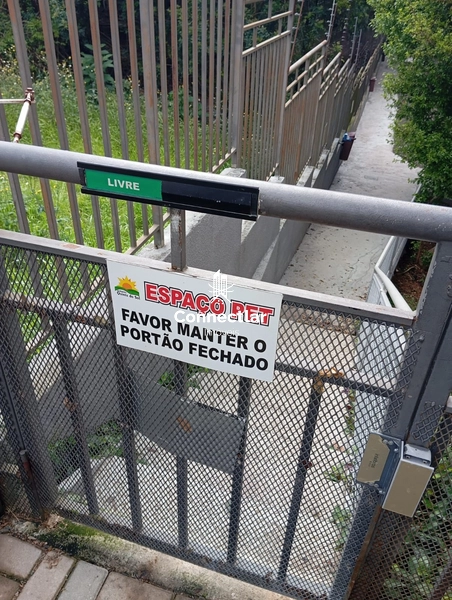 LIVRE
ESPAÇO PET
FAVOR MANTER O
PORTÃO FECHADO
Connectlar